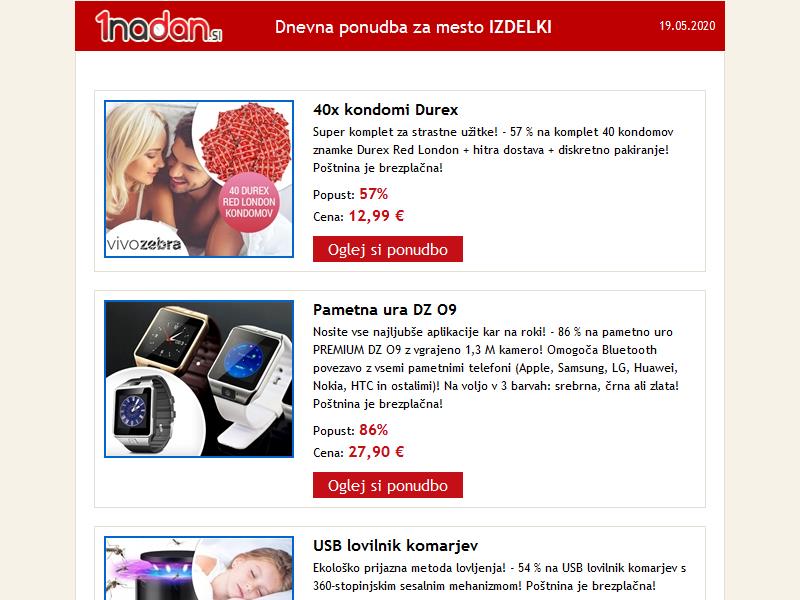 1nadan.si
Dnevna ponudba za mesto IZDELKI
19.05.2020
40x kondomi Durex
Super komplet za strastne užitke! - 57 % na komplet 40 kondomov
znamke Durex Red London + hitra dostava + diskretno pakiranje!
Poštnina je brezplačna!
Popust: 57%
Cena: 12,99 €
Oglej si ponudbo
40 DUREX
RED LONDON
KONDOMOV
vivozebra
Pametna ura DZ O9
Nosite vse najljubše aplikacije kar na roki! - 86 % na pametno uro
PREMIUM DZ O9 z vgrajeno 1,3 M kamero! Omogoča Bluetooth
povezavo z vsemi pametnimi telefoni (Apple, Samsung, LG, Huawei,
Nokia, HTC in ostalimi)! Na voljo v 3 barvah: srebrna, črna ali zlata!
Poštnina je brezplačna!
Popust: 86%
Cena: 27,90 €
Oglej si ponudbo
USB lovilnik komarjev
Ekološko prijazna metoda lovljenja! - 54 % na USB lovilnik komarjev s
360-stopinjskim sesalnim mehanizmom! Poštnina je brezplačna!